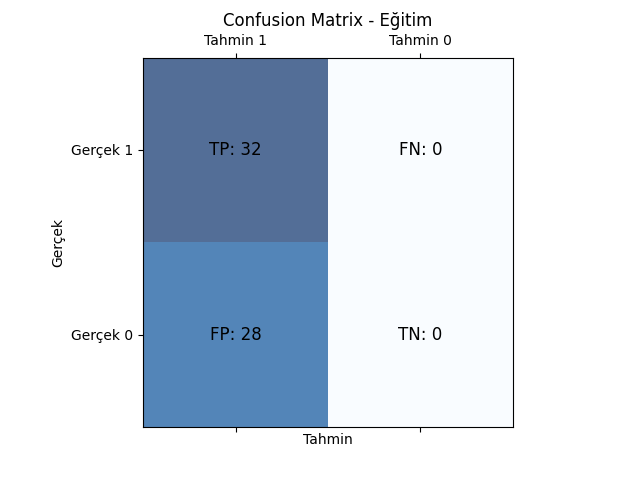 Confusion Matrix - Eğitim
Tahmin 1 Tahmin 0
Gerçek 1 TP: 32 FN: 0
Gerçek
Gerçek 0 FP: 28 TN: 0
Tahmin